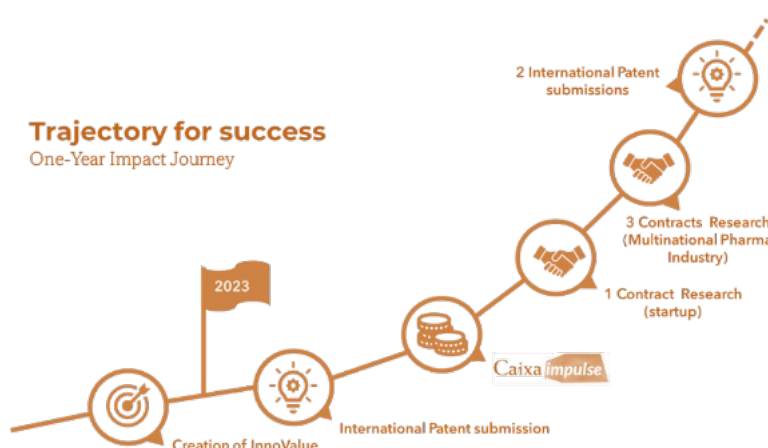 2 International Patent
submissions
Trajectory for success
One-Year Impact Journey
3 Contracts Research
(Multinational Pharma
Industry)
2023
1 Contract Research
(startup)
Caixa impulse
International Patent submission
Creation of InnoValue